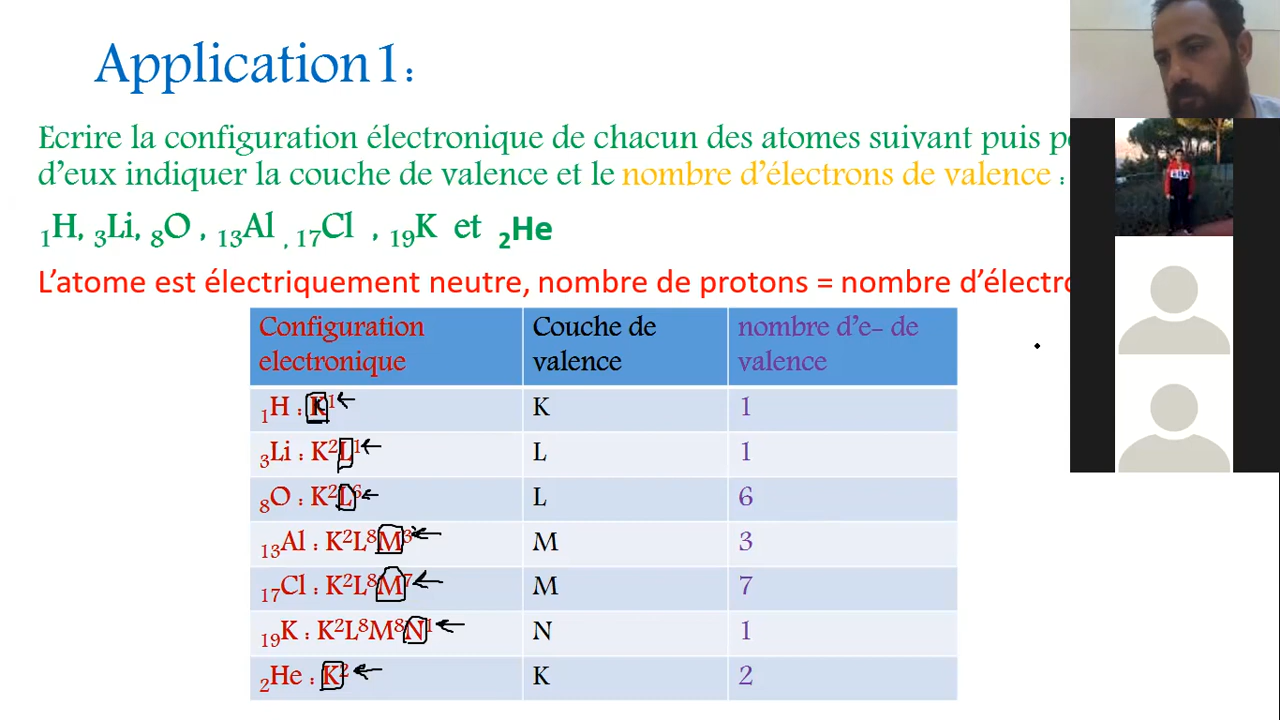 Application1:
Ecrire la configuration électronique de chacun des atomes suivant puis
d'eux indiquer la couche de valence et le nombre d'électrons de valence :
₁H, ₃Li, ₈O , ₁₃Al , ₁₇Cl , ₁₉K et ₂He
L'atome est électriquement neutre, nombre de protons = nombre
Configuration electronique
Couche de valence
nombre d'e- de valence
₁H : K¹
K
1
₃Li : K²L¹
L
1
₈O : K²L⁶
L
6
₁₃Al : K²L⁸M³
M
3
₁₇Cl : K²L⁸M⁷
M
7
₁₉K : K²L⁸M⁸N¹
N
1
₂He : K²
K
2